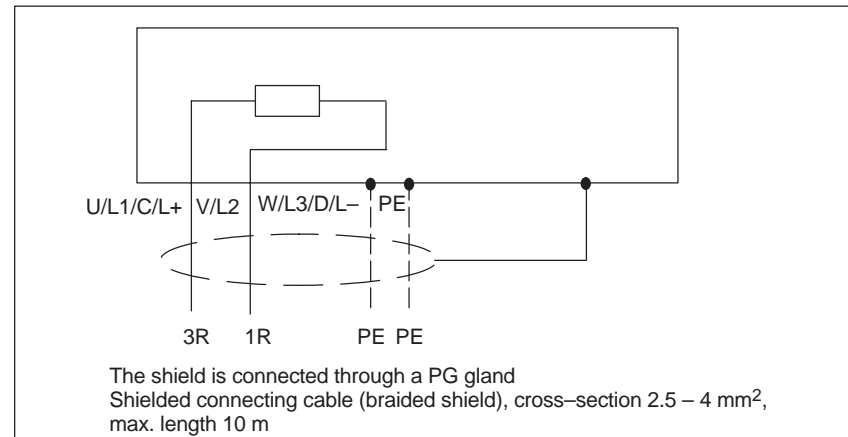 U/L1/C/L+ V/L2 W/L3/D/L– PE
3R 1R PE PE
The shield is connected through a PG gland
Shielded connecting cable (braided shield), cross–section 2.5 – 4 mm²,
max. length 10 m